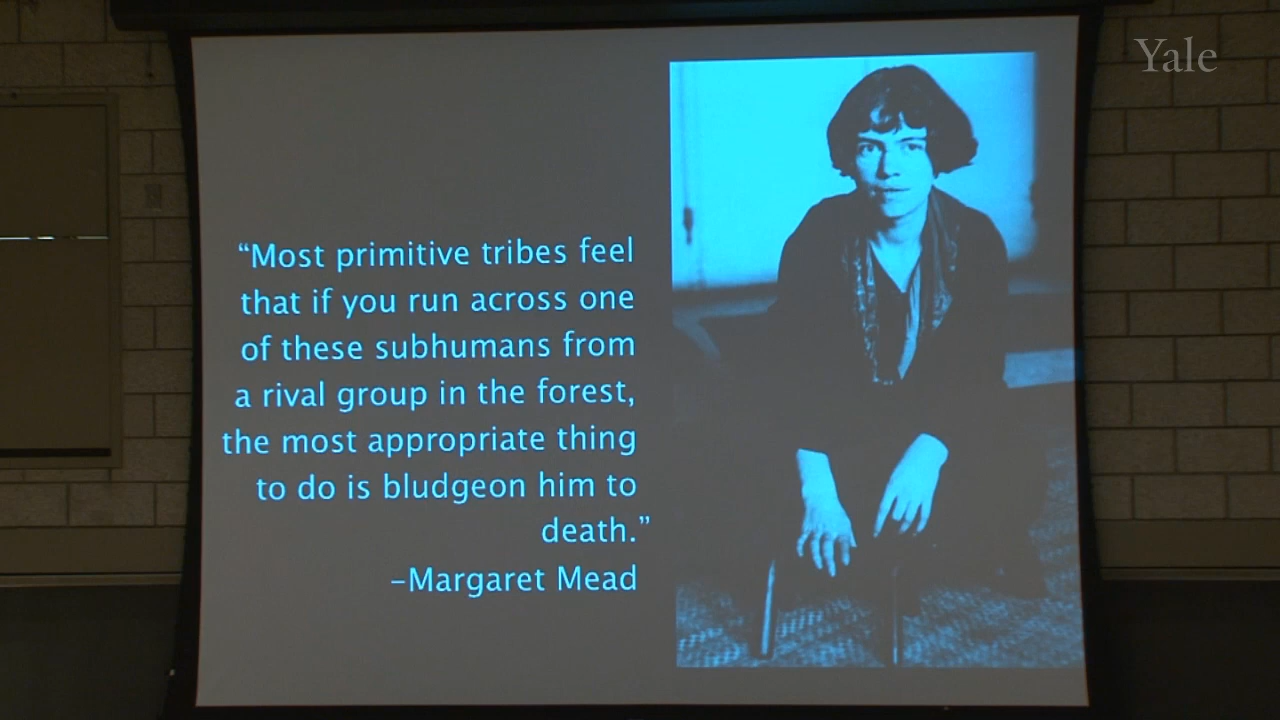 Yale
“Most primitive tribes feel
that if you run across one
of these subhumans from
a rival group in the forest,
the most appropriate thing
to do is bludgeon him to
death.”
–Margaret Mead